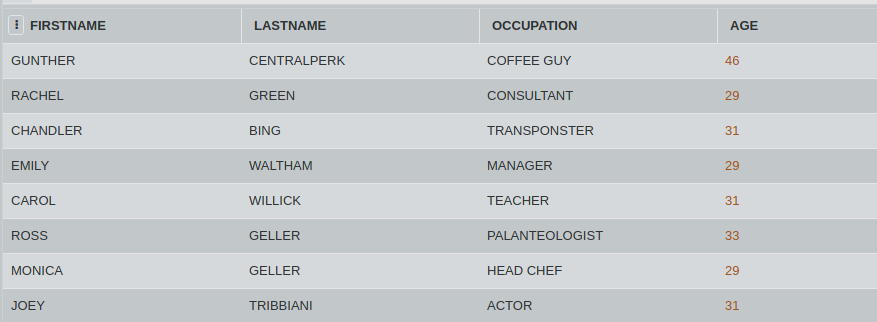 FIRSTNAME LASTNAME OCCUPATION AGE
GUNTHER CENTRALPERK COFFEE GUY 46
RACHEL GREEN CONSULTANT 29
CHANDLER BING TRANSPONSTER 31
EMILY WALTHAM MANAGER 29
CAROL WILLICK TEACHER 31
ROSS GELLER PALANTEOLOGIST 33
MONICA GELLER HEAD CHEF 29
JOEY TRIBBIANI ACTOR 31